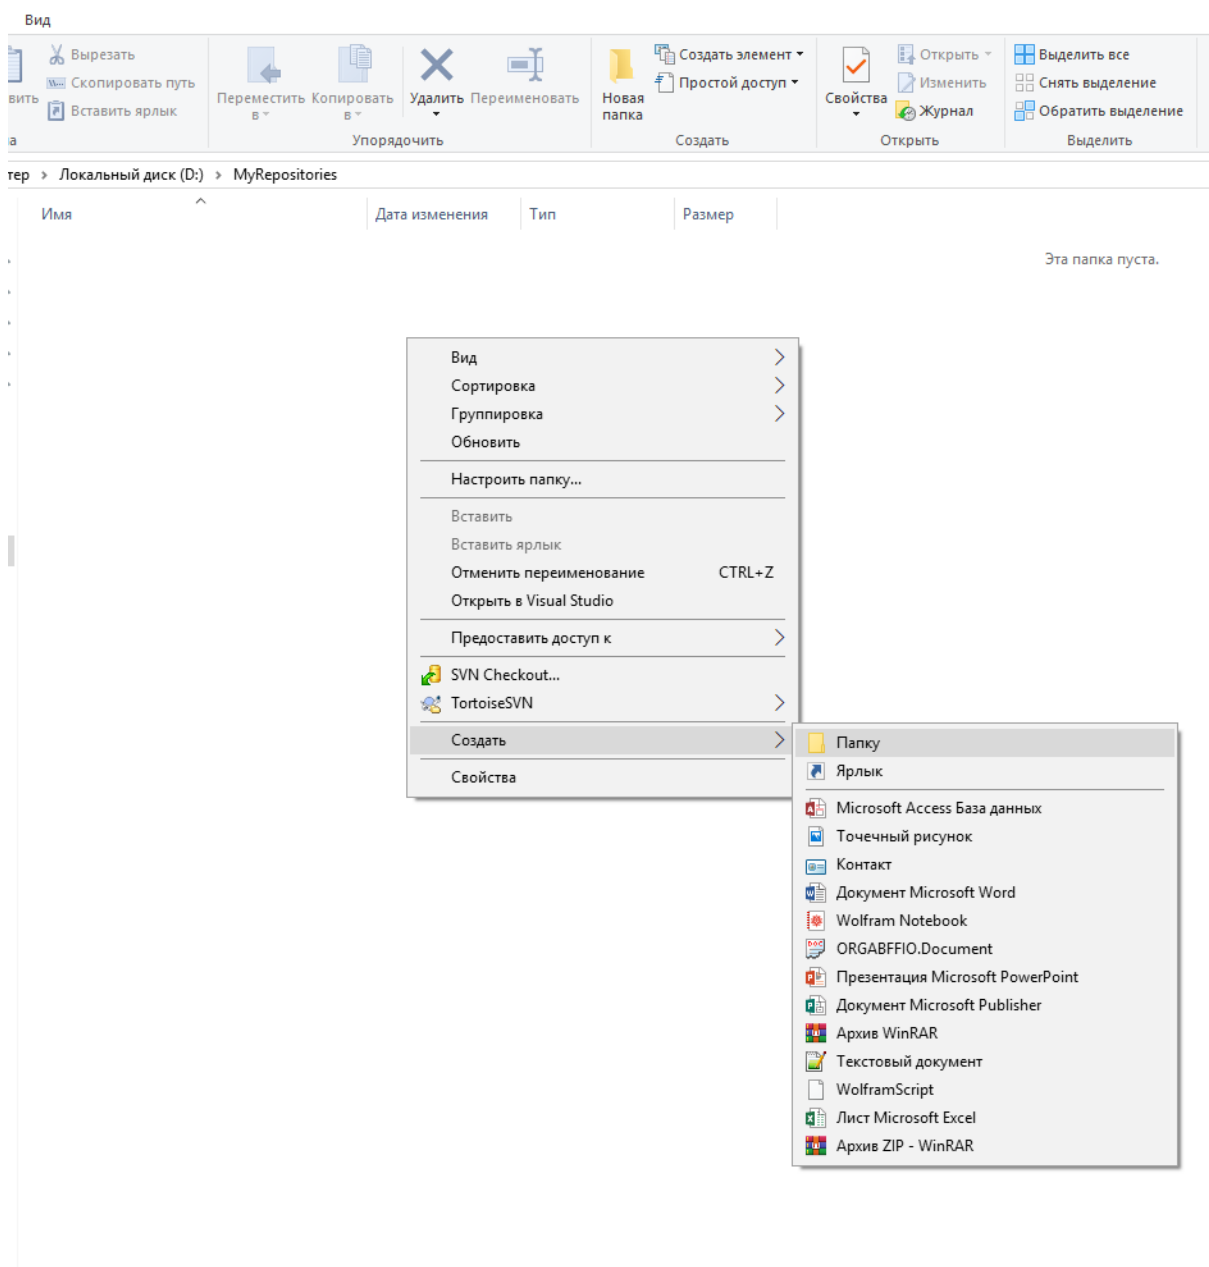 Вид
Вырезать
Скопировать путь
Вставить ярлык
вить
Переместить в
Копировать в
Удалить
Переименовать
Упорядочить
Новая папка
Создать элемент
Простой доступ
Создать
Свойства
Открыть
Изменить
Журнал
Открыть
Выделить все
Снять выделение
Обратить выделение
Выделить
тер > Локальный диск (D:) > MyRepositories
Имя Дата изменения Тип Размер
Эта папка пуста.
Вид
Сортировка
Группировка
Обновить
Настроить папку...
Вставить
Вставить ярлык
Отменить переименование CTRL+Z
Открыть в Visual Studio
Предоставить доступ к
SVN Checkout...
TortoiseSVN
Создать
Свойства
Папку
Ярлык
Microsoft Access База данных
Точечный рисунок
Контакт
Документ Microsoft Word
Wolfram Notebook
ORGABFFIO.Document
Презентация Microsoft PowerPoint
Документ Microsoft Publisher
Архив WinRAR
Текстовый документ
WolframScript
Лист Microsoft Excel
Архив ZIP - WinRAR